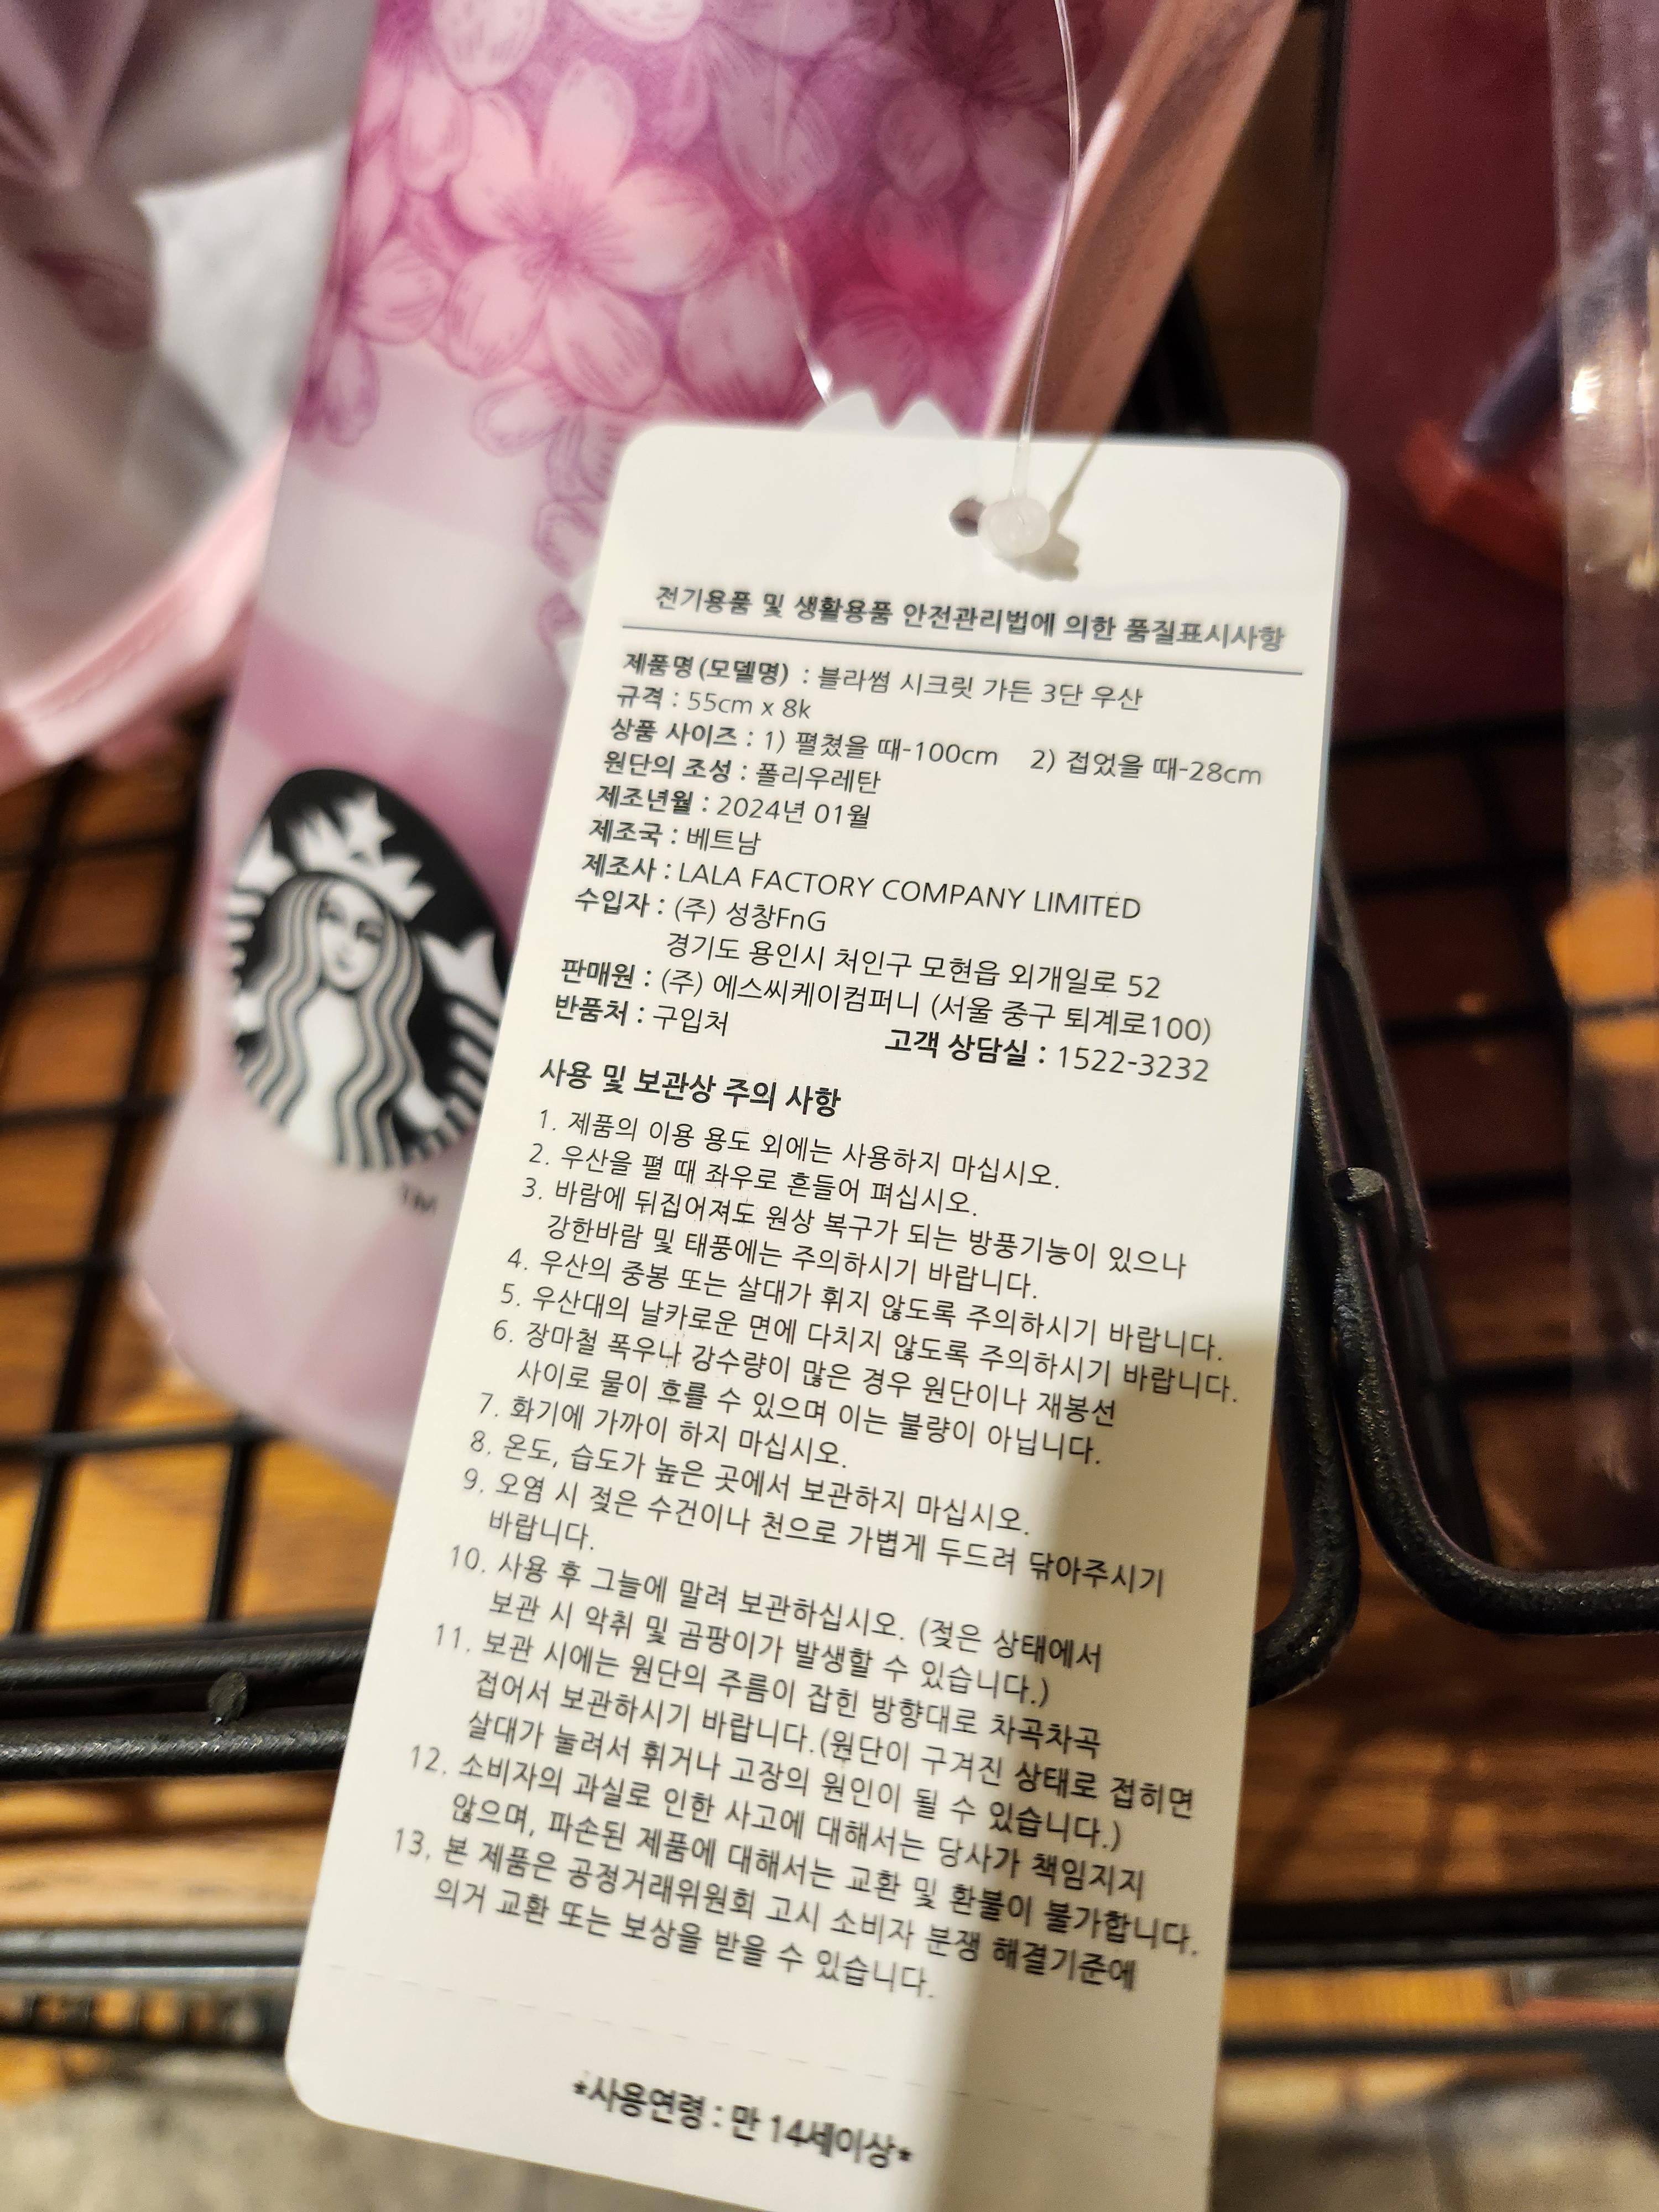 전기용품 및 생활용품 안전관리법에 의한 품질표시사항
제품명(모델명) : 블라썸 시크릿 가든 3단 우산
규격 : 55cm x 8k
상품 사이즈 : 1) 펼쳤을 때-100cm 2) 접었을 때-28cm
원단의 조성 : 폴리우레탄
제조년월 : 2024년 01월
제조국 : 베트남
제조사 : LALA FACTORY COMPANY LIMITED
수입자 : (주) 성창FnG
경기도 용인시 처인구 모현읍 외개일로 52
판매원 : (주) 에스씨케이컴퍼니 (서울 중구 퇴계로100)
반품처 : 구입처 고객 상담실 : 1522-3232
사용 및 보관상 주의 사항
1. 제품의 이용 용도 외에는 사용하지 마십시오.
2. 우산을 펼 때 좌우로 흔들어 펴십시오.
3. 바람에 뒤집어져도 원상 복구가 되는 방풍기능이 있으나
강한바람 및 태풍에는 주의하시기 바랍니다.
4. 우산의 중봉 또는 살대가 휘지 않도록 주의하시기 바랍니다.
5. 우산대의 날카로운 면에 다치지 않도록 주의하시기 바랍니다.
6. 장마철 폭우나 강수량이 많은 경우 원단이나 재봉선
사이로 물이 흐를 수 있으며 이는 불량이 아닙니다.
7. 화기에 가까이 하지 마십시오.
8. 온도, 습도가 높은 곳에서 보관하지 마십시오.
9. 오염 시 젖은 수건이나 천으로 가볍게 두드려 닦아주시기
바랍니다.
10. 사용 후 그늘에 말려 보관하십시오. (젖은 상태에서
보관 시 악취 및 곰팡이가 발생할 수 있습니다.)
11. 보관 시에는 원단의 주름이 잡힌 방향대로 차곡차곡
접어서 보관하시기 바랍니다.(원단이 구겨진 상태로 접히면
살대가 눌려서 휘거나 고장의 원인이 될 수 있습니다.)
12. 소비자의 과실로 인한 사고에 대해서는 당사가 책임지지
않으며, 파손된 제품에 대해서는 교환 및 환불이 불가합니다.
13. 본 제품은 공정거래위원회 고시 소비자 분쟁 해결기준에
의거 교환 또는 보상을 받을 수 있습니다.
*사용연령 : 만 14세이상*
TM